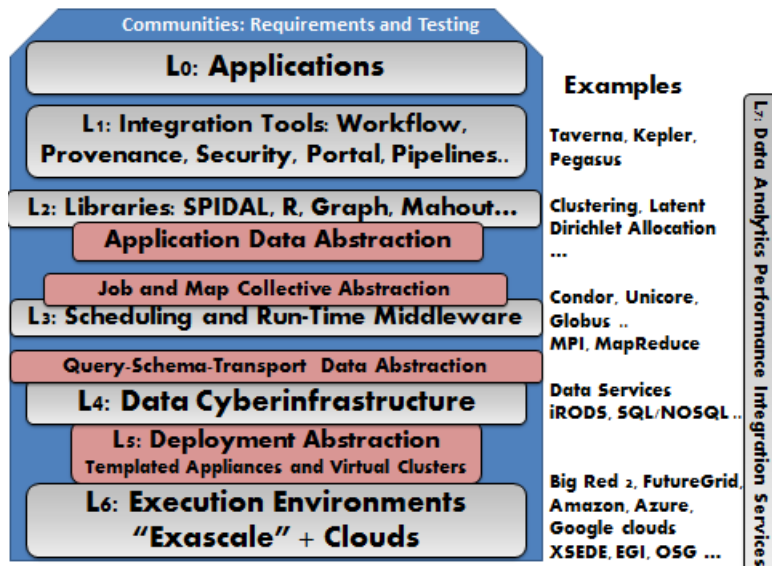 Communities: Requirements and Testing
L0: Applications
Examples
L1: Integration Tools: Workflow,
Provenance, Security, Portal, Pipelines..
Taverna, Kepler,
Pegasus
L2: Libraries: SPIDAL, R, Graph, Mahout...
Clustering, Latent
Dirichlet Allocation
...
Application Data Abstraction
Job and Map Collective Abstraction
L3: Scheduling and Run-Time Middleware
Condor, Unicore,
Globus ..
MPI, MapReduce
Query-Schema-Transport Data Abstraction
L4: Data Cyberinfrastructure
Data Services
iRODS, SQL/NOSQL ..
L5: Deployment Abstraction
Templated Appliances and Virtual Clusters
L6: Execution Environments
“Exascale” + Clouds
Big Red 2, FutureGrid,
Amazon, Azure,
Google clouds
XSEDE, EGI, OSG ...
L7: Data Analytics Performance Integration Services